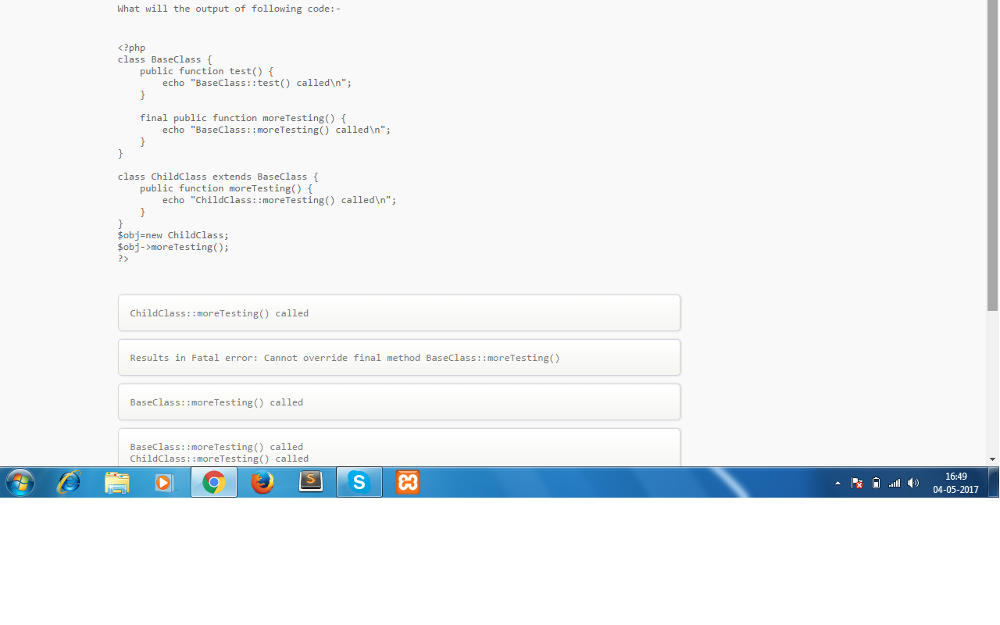 What will the output of following code:-
<?php
class BaseClass {
    public function test() {
        echo "BaseClass::test() called\n";
    }
    final public function moreTesting() {
        echo "BaseClass::moreTesting() called\n";
    }
}
class ChildClass extends BaseClass {
    public function moreTesting() {
        echo "ChildClass::moreTesting() called\n";
    }
}
$obj=new ChildClass;
$obj->moreTesting();
?>
ChildClass::moreTesting() called
Results in Fatal error: Cannot override final method BaseClass::moreTesting()
BaseClass::moreTesting() called
BaseClass::moreTesting() called
ChildClass::moreTesting() called
16:49
04-05-2017